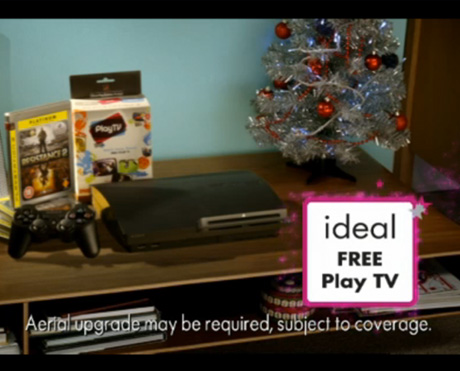 PLATINUM
RESISTANCE 2
PlayTV
ideal
FREE
Play TV
Aerial upgrade may be required, subject to coverage.